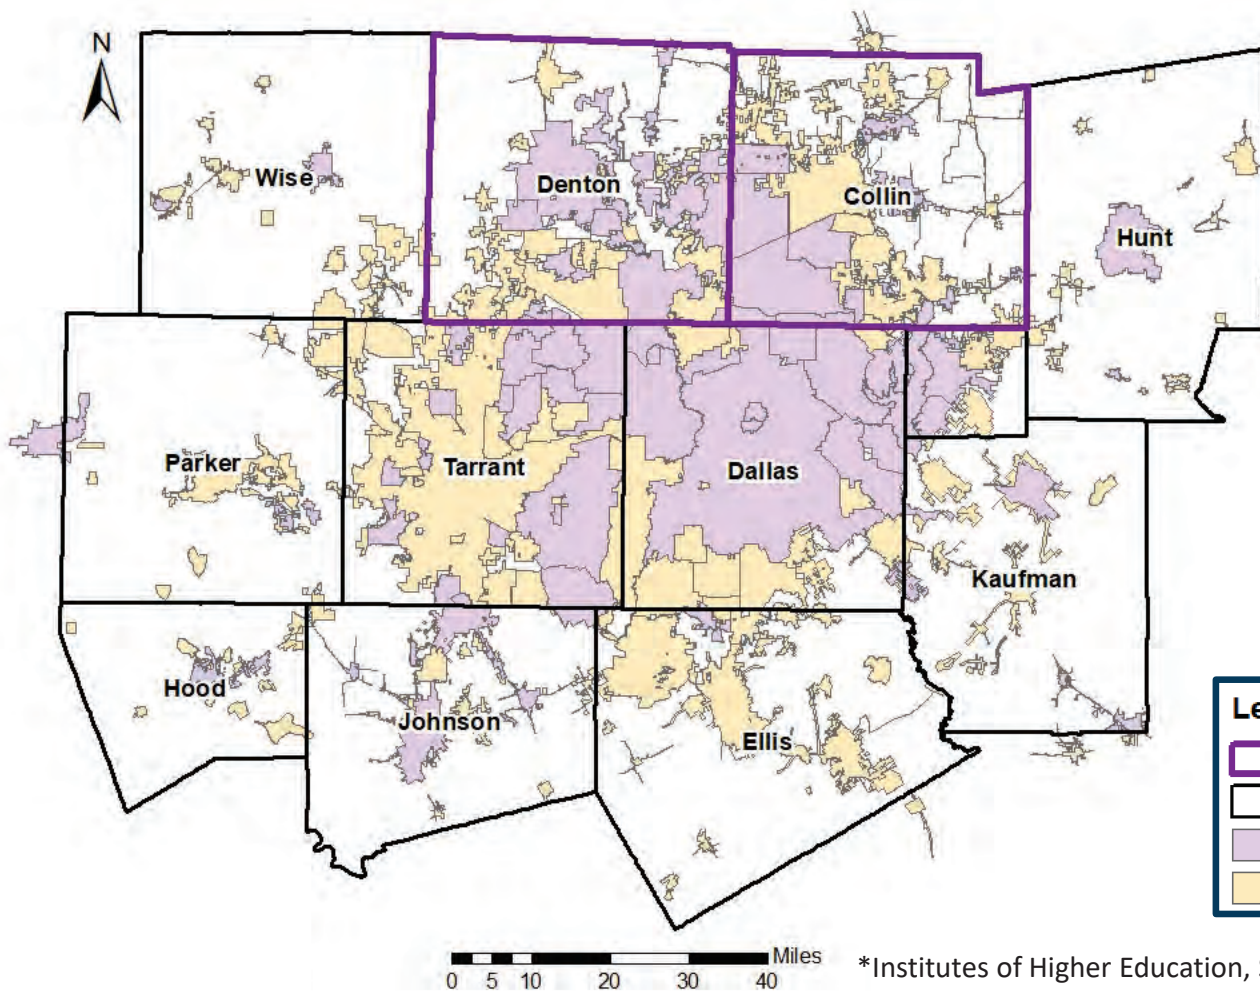 N
Wise
Denton
Collin
Hunt
Parker
Tarrant
Dallas
Kaufman
Hood
Johnson
Ellis
Le
Miles
0 5 10 20 30 40
*Institutes of Higher Education,